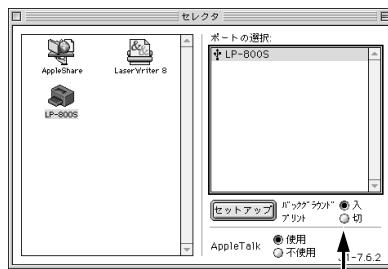 セレクタ
ポートの選択:
LP-800S
AppleShare
LaserWriter 8
LP-800S
セットアップ
バックグラウンド
プリント
入
切
AppleTalk
使用
不使用
1-7.6.2